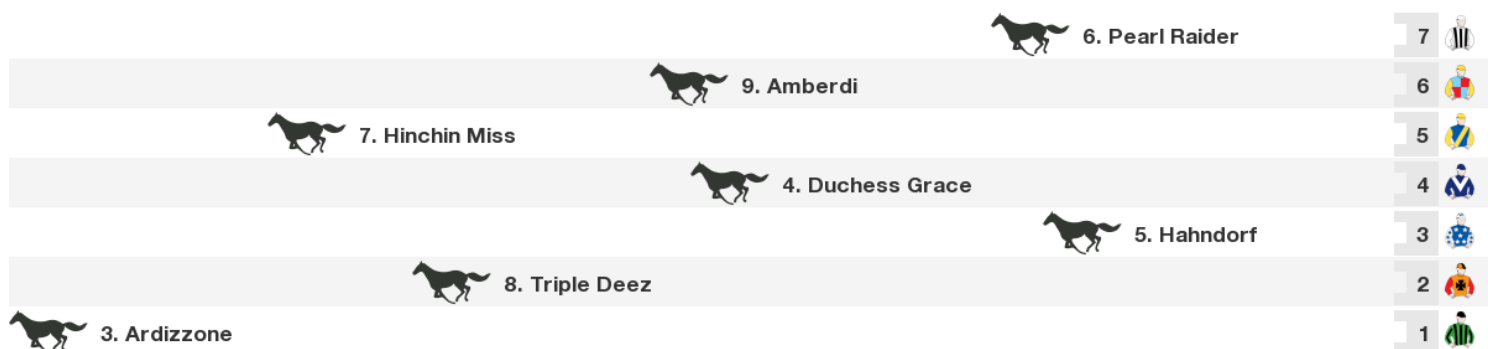 6. Pearl Raider 7
9. Amberdi 6
7. Hinchin Miss 5
4. Duchess Grace 4
5. Hahndorf 3
8. Triple Deez 2
3. Ardizzone 1